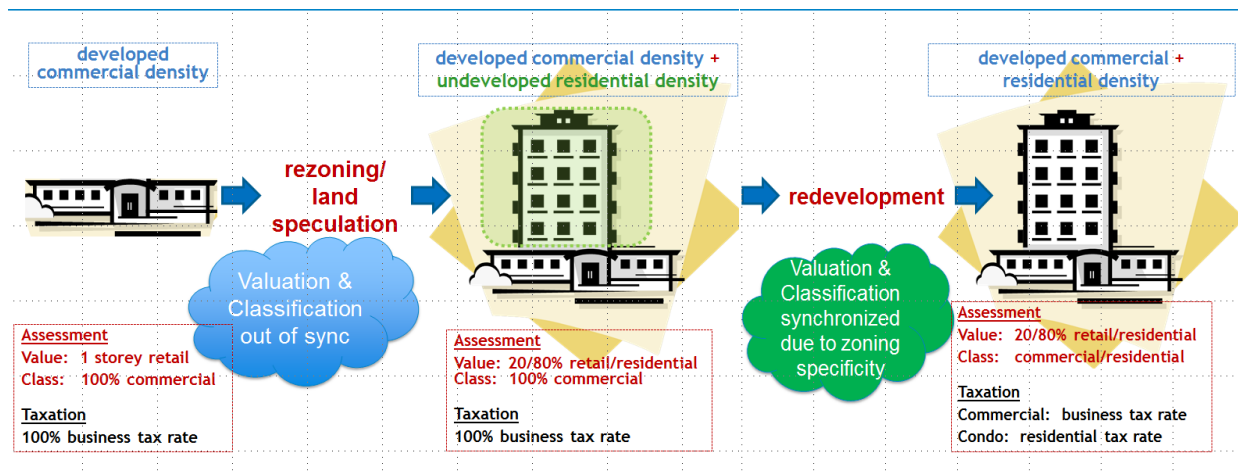 developed
commercial density
developed commercial density +
undeveloped residential density
developed commercial +
residential density
rezoning/
land
speculation
redevelopment
Valuation &
Classification
out of sync
Valuation &
Classification
synchronized
due to zoning
specificity
Assessment
Value: 1 storey retail
Class: 100% commercial
Taxation
100% business tax rate
Assessment
Value: 20/80% retail/residential
Class: 100% commercial
Taxation
100% business tax rate
Assessment
Value: 20/80% retail/residential
Class: commercial/residential
Taxation
Commercial: business tax rate
Condo: residential tax rate